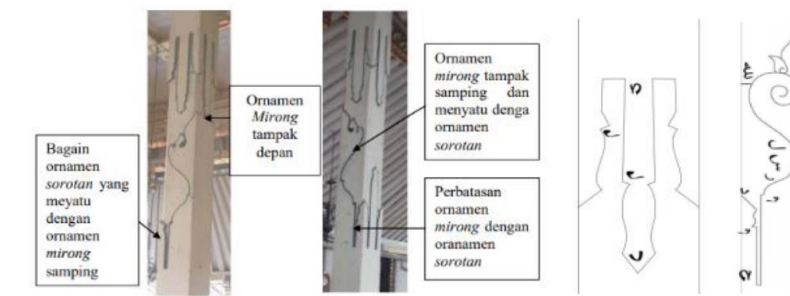 Bagain
ornamen
sorotan yang
meyatu
dengan
ornamen
mirong
samping
Ornamen
Mirong
tampak
depan
Ornamen
mirong tampak
samping dan
menyatu denga
ornamen
sorotan
Perbatasan
ornamen
mirong dengan
oranamen
sorotan